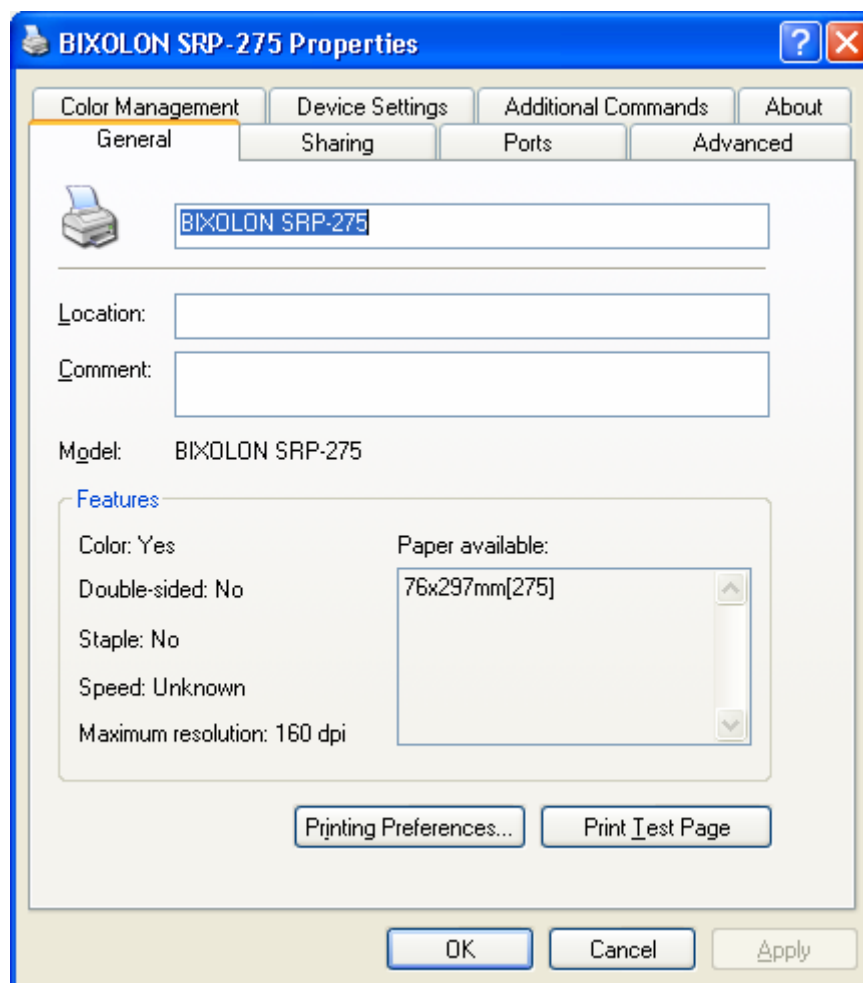 BIXOLON SRP-275 Properties
Color Management Device Settings Additional Commands About
General Sharing Ports Advanced
BIXOLON SRP-275
Location:
Comment:
Model: BIXOLON SRP-275
Features
Color: Yes Paper available:
Double-sided: No 76x297mm[275]
Staple: No
Speed: Unknown
Maximum resolution: 160 dpi
Printing Preferences... Print Test Page
OK Cancel Apply